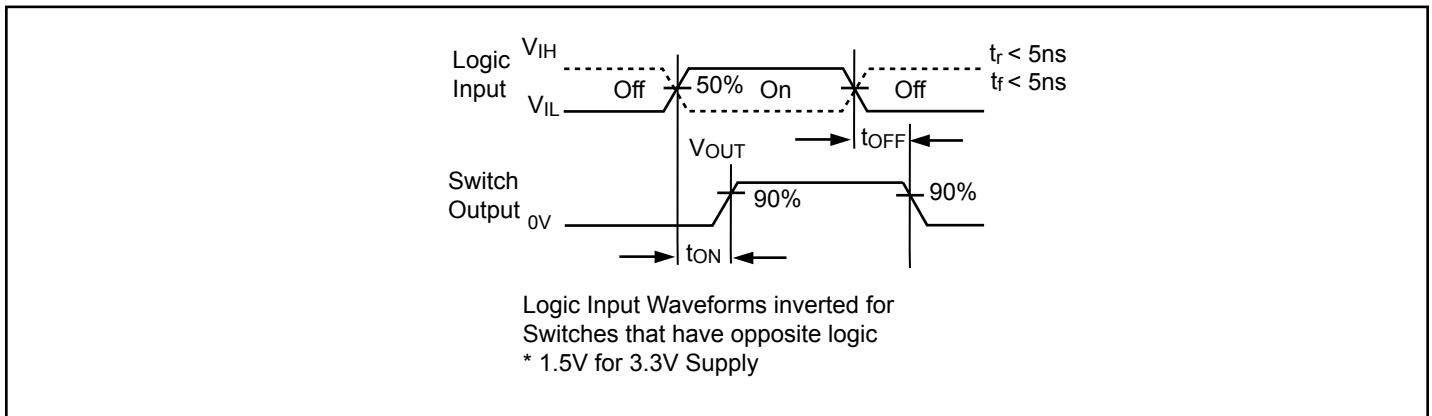 Logic
Input
VIH
VIL
Off
50%
On
Off
tr < 5ns
tf < 5ns
tOFF
VOUT
Switch
Output
0V
90%
90%
tON
Logic Input Waveforms inverted for
Switches that have opposite logic
* 1.5V for 3.3V Supply